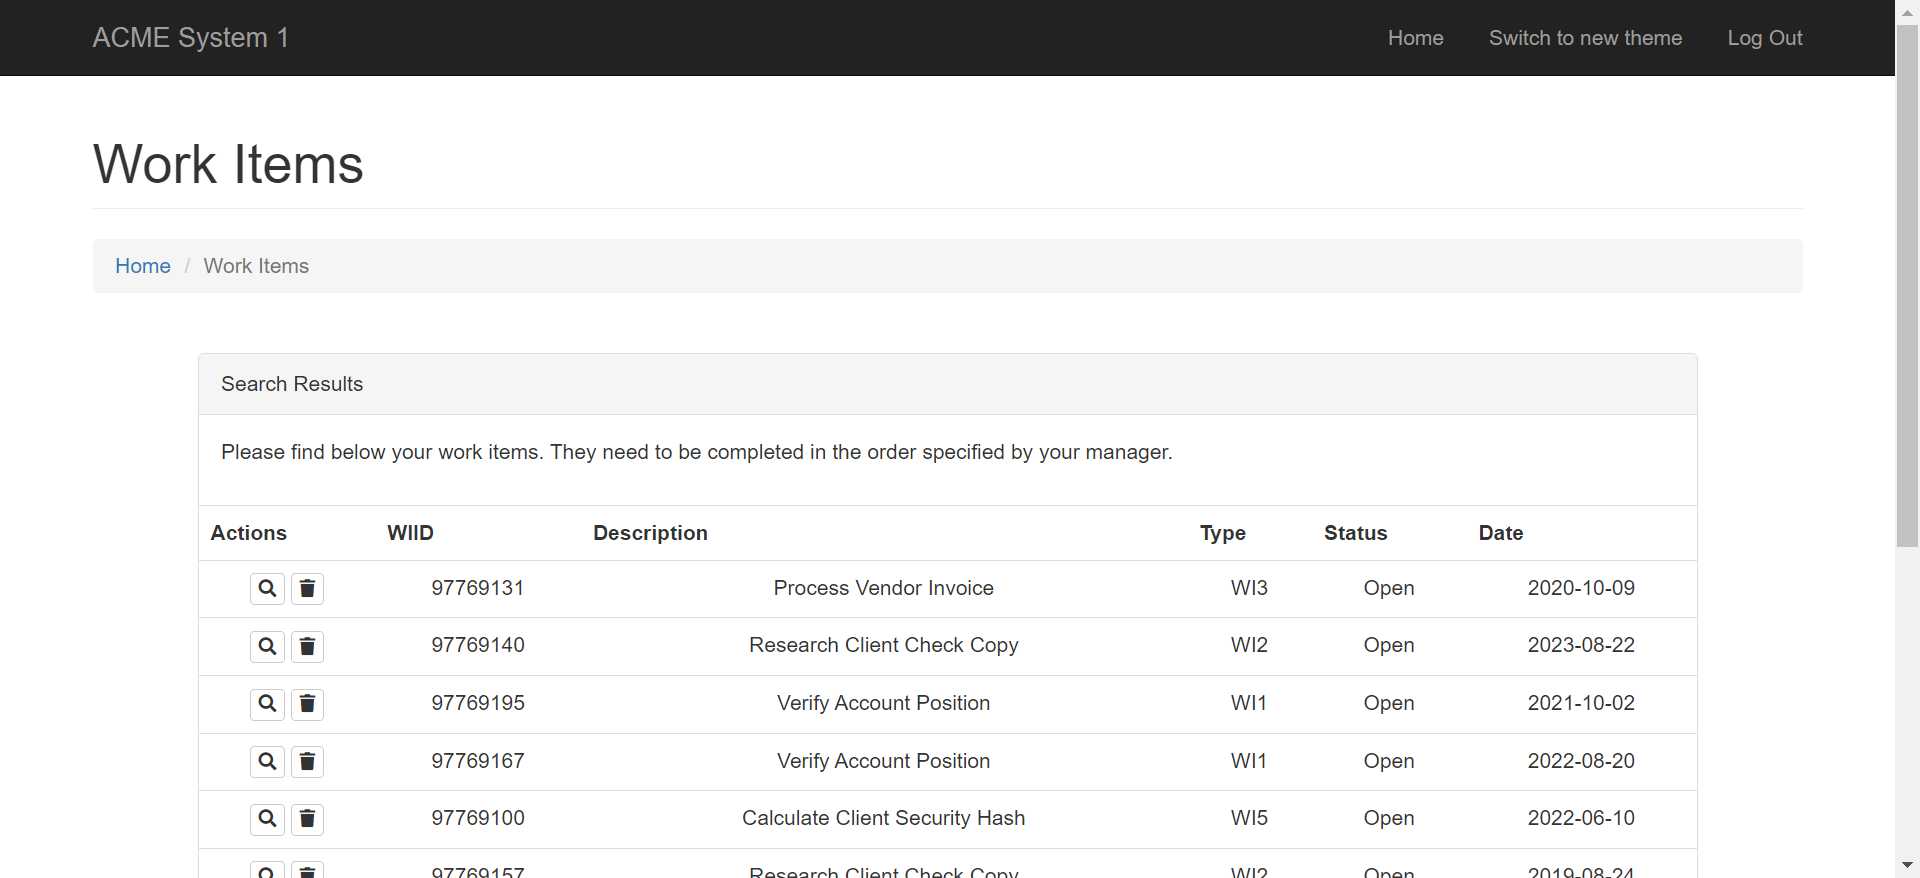 ACME System 1 Home Switch to new theme Log Out
Work Items
Home / Work Items
Search Results
Please find below your work items. They need to be completed in the order specified by your manager.
Actions WIID Description Type Status Date
97769131 Process Vendor Invoice WI3 Open 2020-10-09
97769140 Research Client Check Copy WI2 Open 2023-08-22
97769195 Verify Account Position WI1 Open 2021-10-02
97769167 Verify Account Position WI1 Open 2022-08-20
97769100 Calculate Client Security Hash WI5 Open 2022-06-10
97769157 Research Client Check Copy WI2 Open 2019-08-24